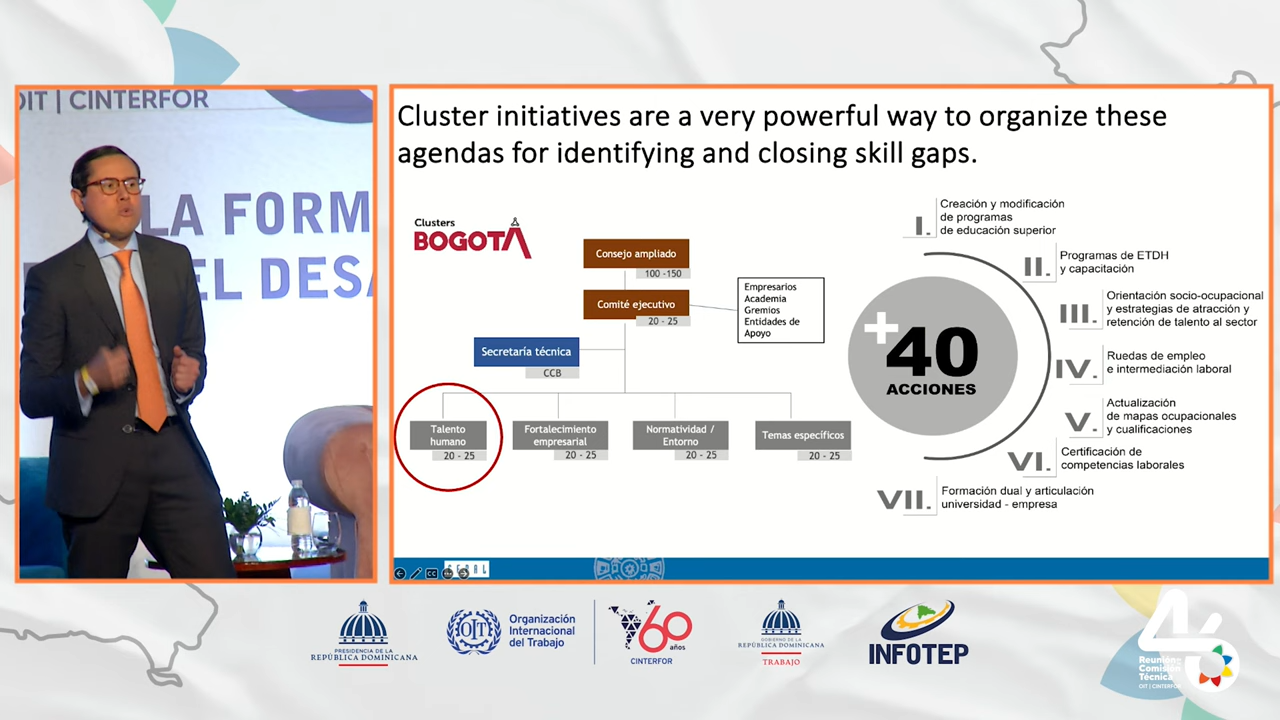 OIT | CINTERFOR
LA FORM
EL DESA
Cluster initiatives are a very powerful way to organize these
agendas for identifying and closing skill gaps.
Clusters
BOGOTÁ
Consejo ampliado
100 -150
Comité ejecutivo
20 - 25
Empresarios
Academia
Gremios
Entidades de
Apoyo
Secretaría técnica
CCB
Talento
humano
20 - 25
Fortalecimiento
empresarial
20 - 25
Normatividad /
Entorno
20 - 25
Temas específicos
20 - 25
+40
ACCIONES
I. Creación y modificación
de programas
de educación superior
II. Programas de ETDH
y capacitación
III. Orientación socio-ocupacional
y estrategias de atracción y
retención de talento al sector
IV. Ruedas de empleo
e intermediación laboral
V. Actualización
de mapas ocupacionales
y cualificaciones
VI. Certificación de
competencias laborales
VII. Formación dual y articulación
universidad - empresa
PRESIDENCIA DE LA
REPÚBLICA DOMINICANA
OIT
Organización
Internacional
del Trabajo
60
años
CINTERFOR
GOBIERNO DE LA
REPÚBLICA DOMINICANA
TRABAJO
INFOTEP
46
Reunión
Comisión
Técnica
OIT | CINTERFOR